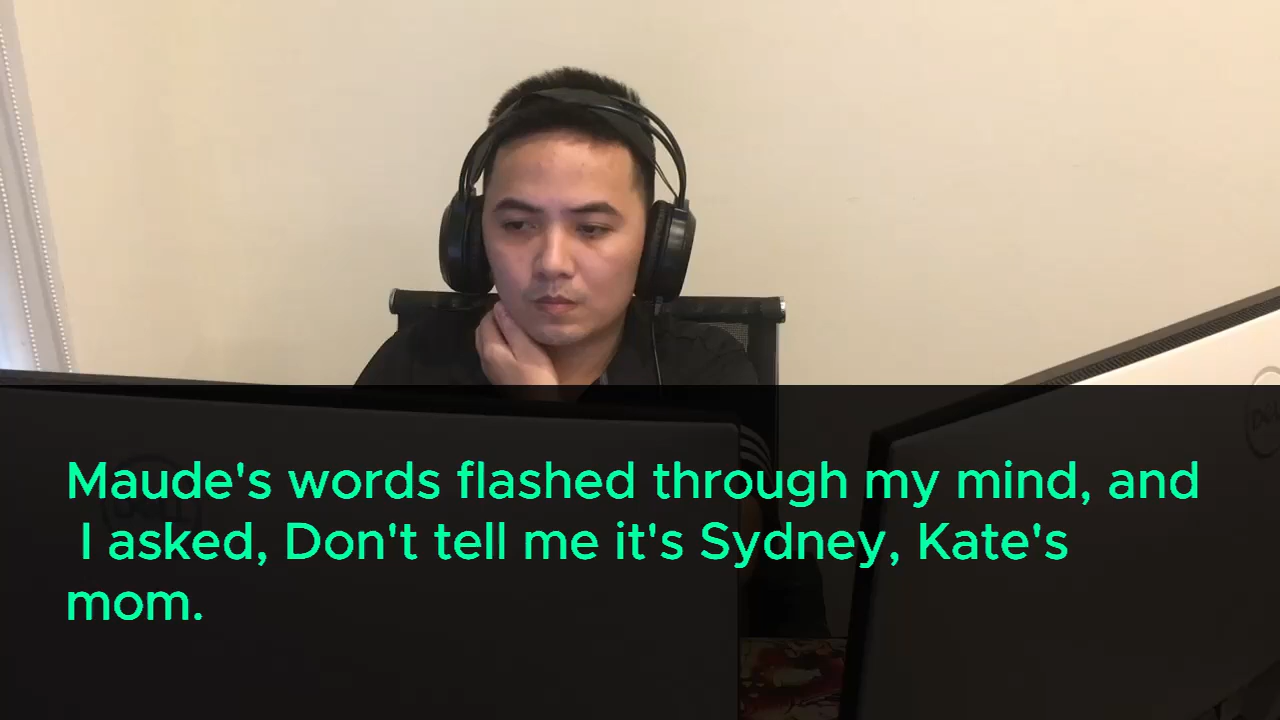 Maude's words flashed through my mind, and
I asked, Don't tell me it's Sydney, Kate's
mom.